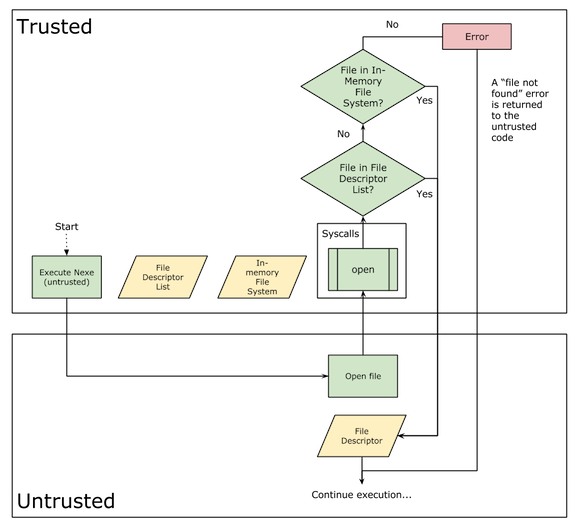 Trusted
No
Error
File in In-
Memory
File
System?
A “file not
found” error
is returned
to the
untrusted
code
Yes
No
File in File
Descriptor
List?
Yes
Start
Syscalls
Execute Nexe
(untrusted)
File
Descriptor
List
In-
memory
File
System
open
Open file
File
Descriptor
Continue execution...
Untrusted